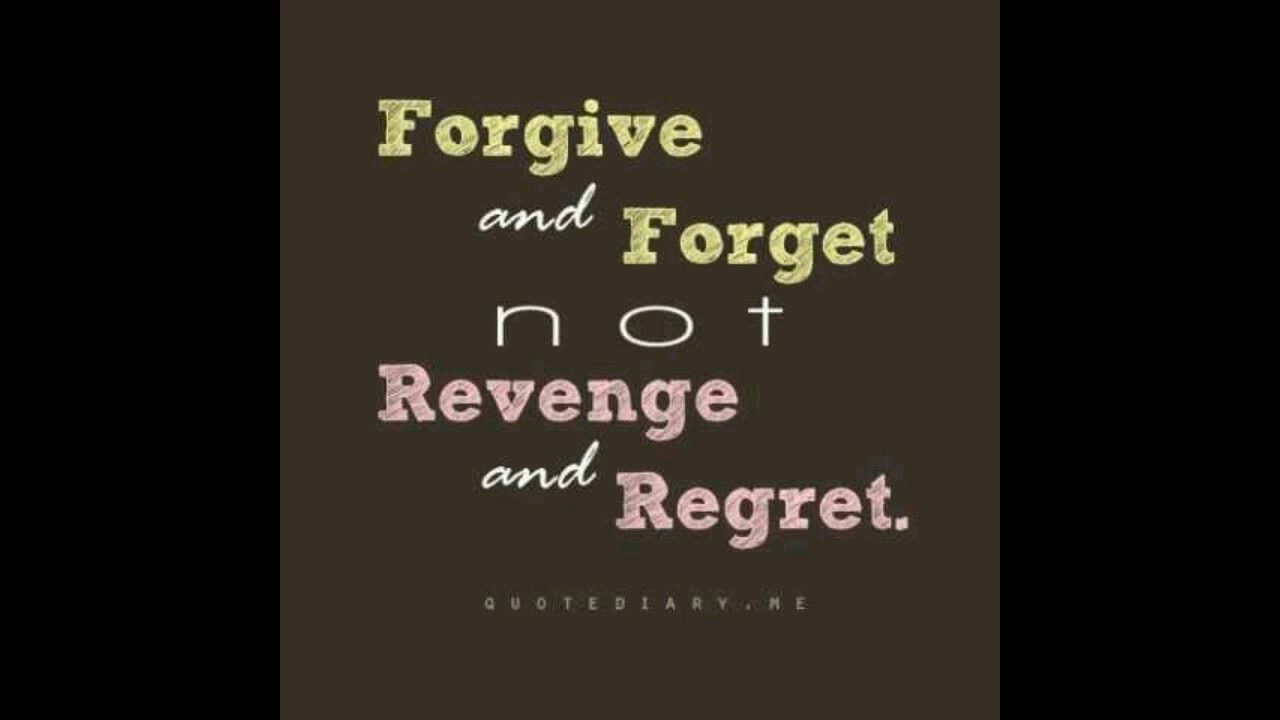 Forgive
and Forget
not
Revenge
and Regret.
QUOTEDIARY.ME